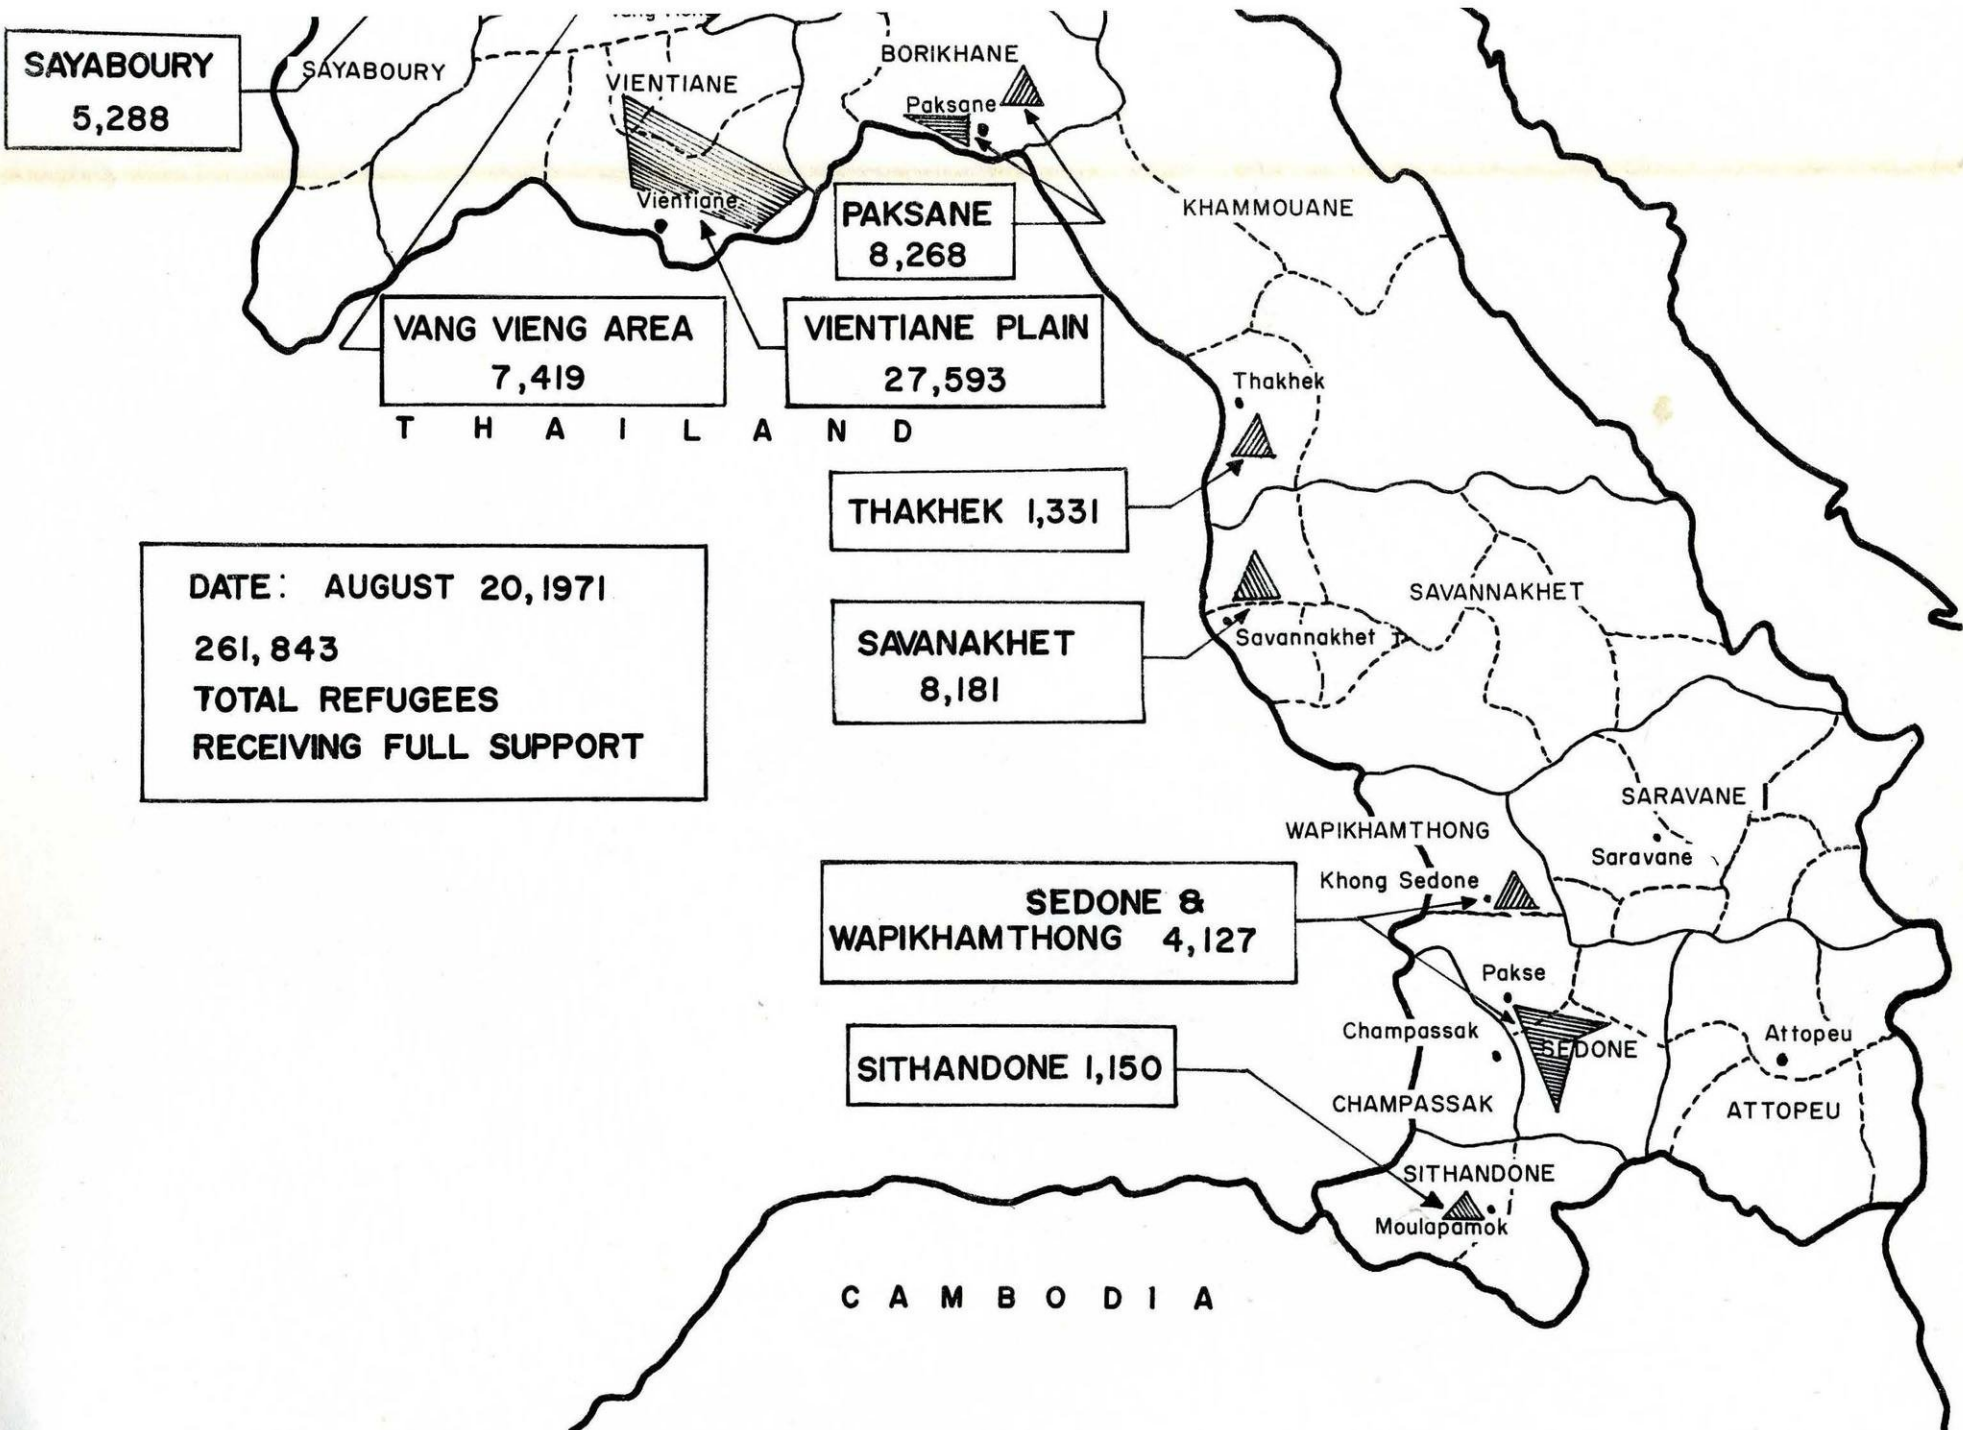 SAYABOURY
5,288
SAYABOURY
VIENTIANE
Vientiane
BORIKHANE
Paksane
PAKSANE
8,268
KHAMMOUANE
VANG VIENG AREA
7,419
VIENTIANE PLAIN
27,593
THAILAND
Thakhek
THAKHEK 1,331
DATE: AUGUST 20, 1971
261,843
TOTAL REFUGEES
RECEIVING FULL SUPPORT
SAVANAKHET
8,181
SAVANNAKHET
Savannakhet
SARAVANE
Saravane
WAPIKHAMTHONG
Khong Sedone
SEDONE &
WAPIKHAMTHONG 4,127
Pakse
Champassak
SEDONE
Attopeu
SITHANDONE 1,150
CHAMPASSAK
ATTOPEU
SITHANDONE
Moulapamok
CAMBODIA